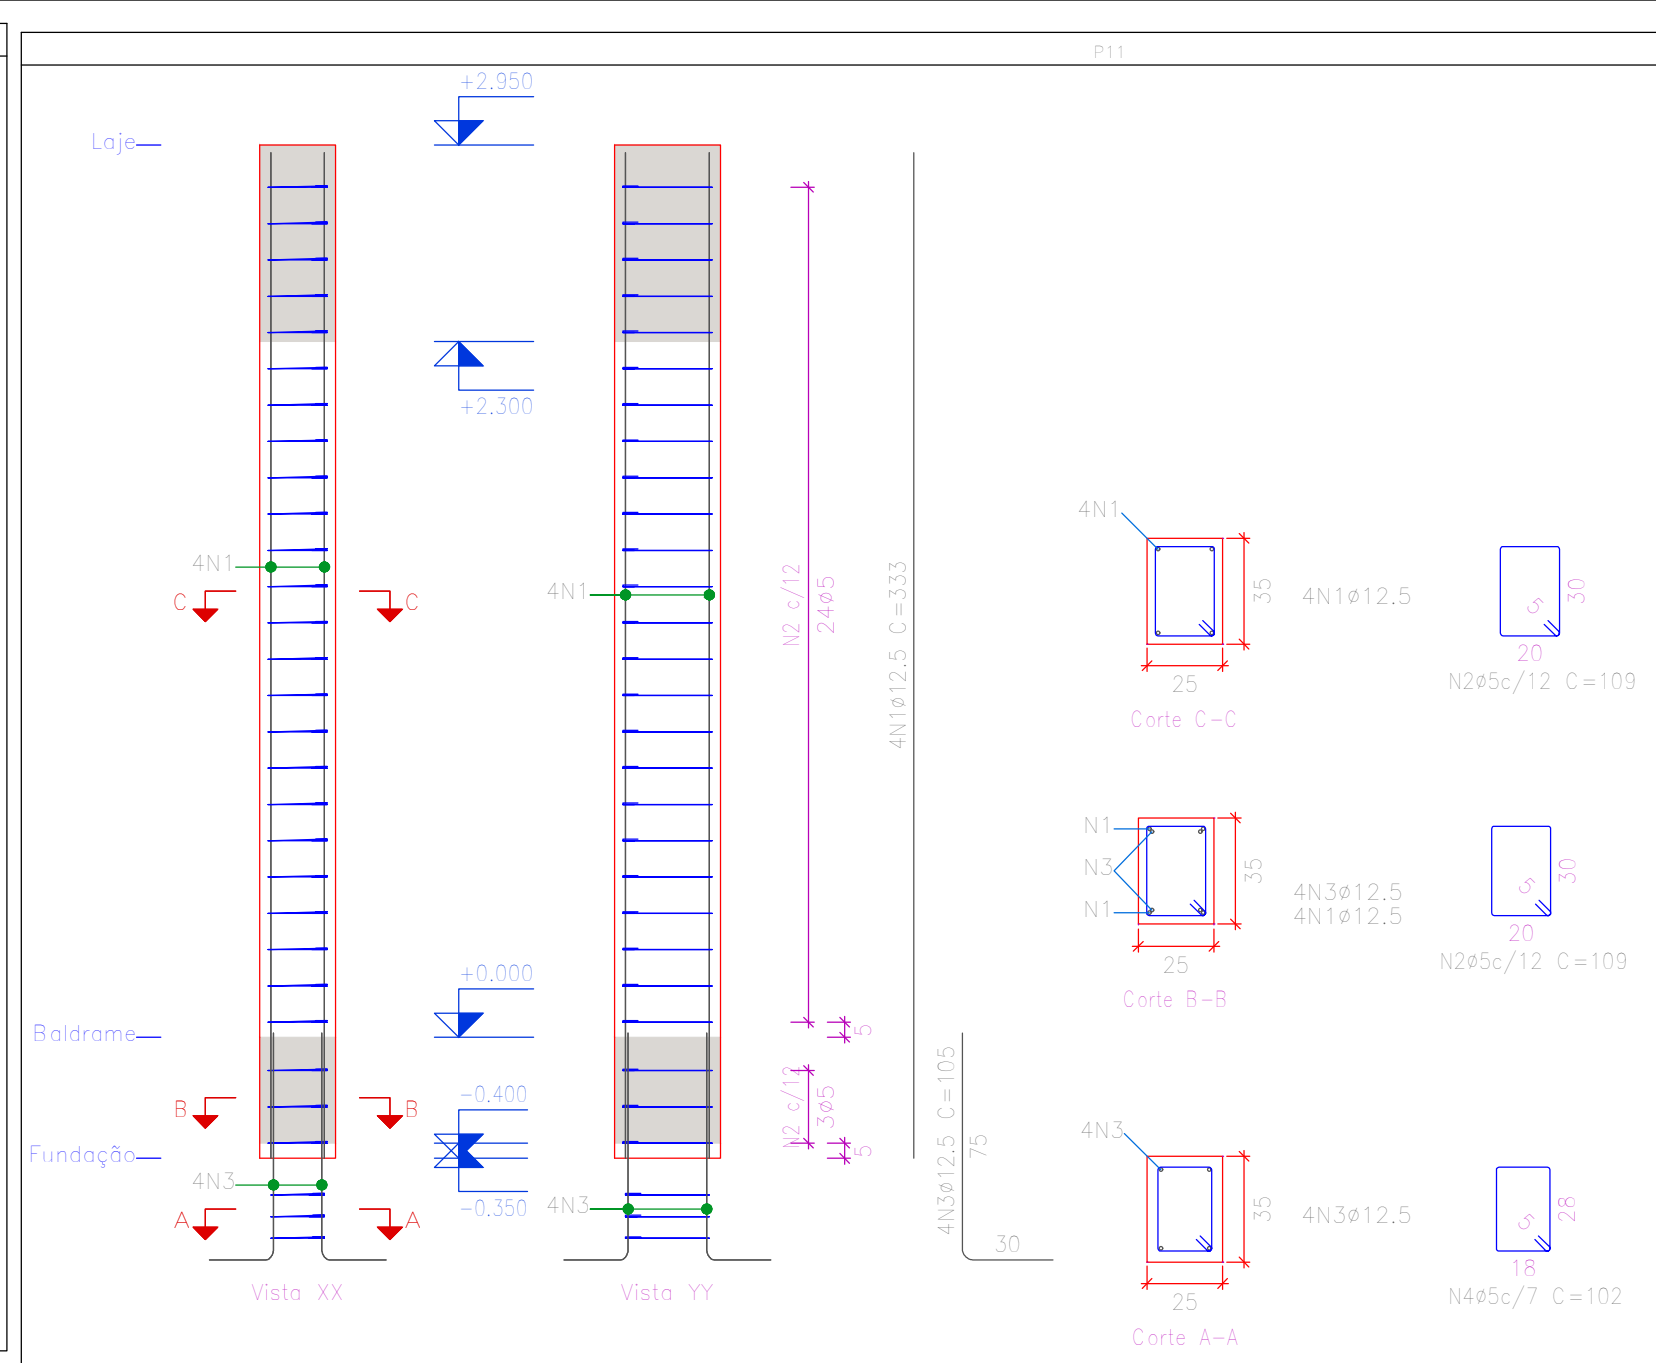 P11
+2.950
Laje
+2.300
4N1
4N1
C
C
N2 c/12
24ø5
4N1ø12.5 C=333
4N1
35
25
4N1ø12.5
Corte C-C
5
30
20
N2ø5c/12 C=109
N1
N3
N1
35
25
4N3ø12.5
4N1ø12.5
Corte B-B
5
30
20
N2ø5c/12 C=109
+0.000
Baldrame
5
-0.400
B
B
N2 c/12
3ø5
5
Fundação
-0.350
4N3
4N3
A
A
4N3ø12.5 C=105
75
30
Vista XX
Vista YY
4N3
35
25
4N3ø12.5
Corte A-A
5
28
18
N4ø5c/7 C=102